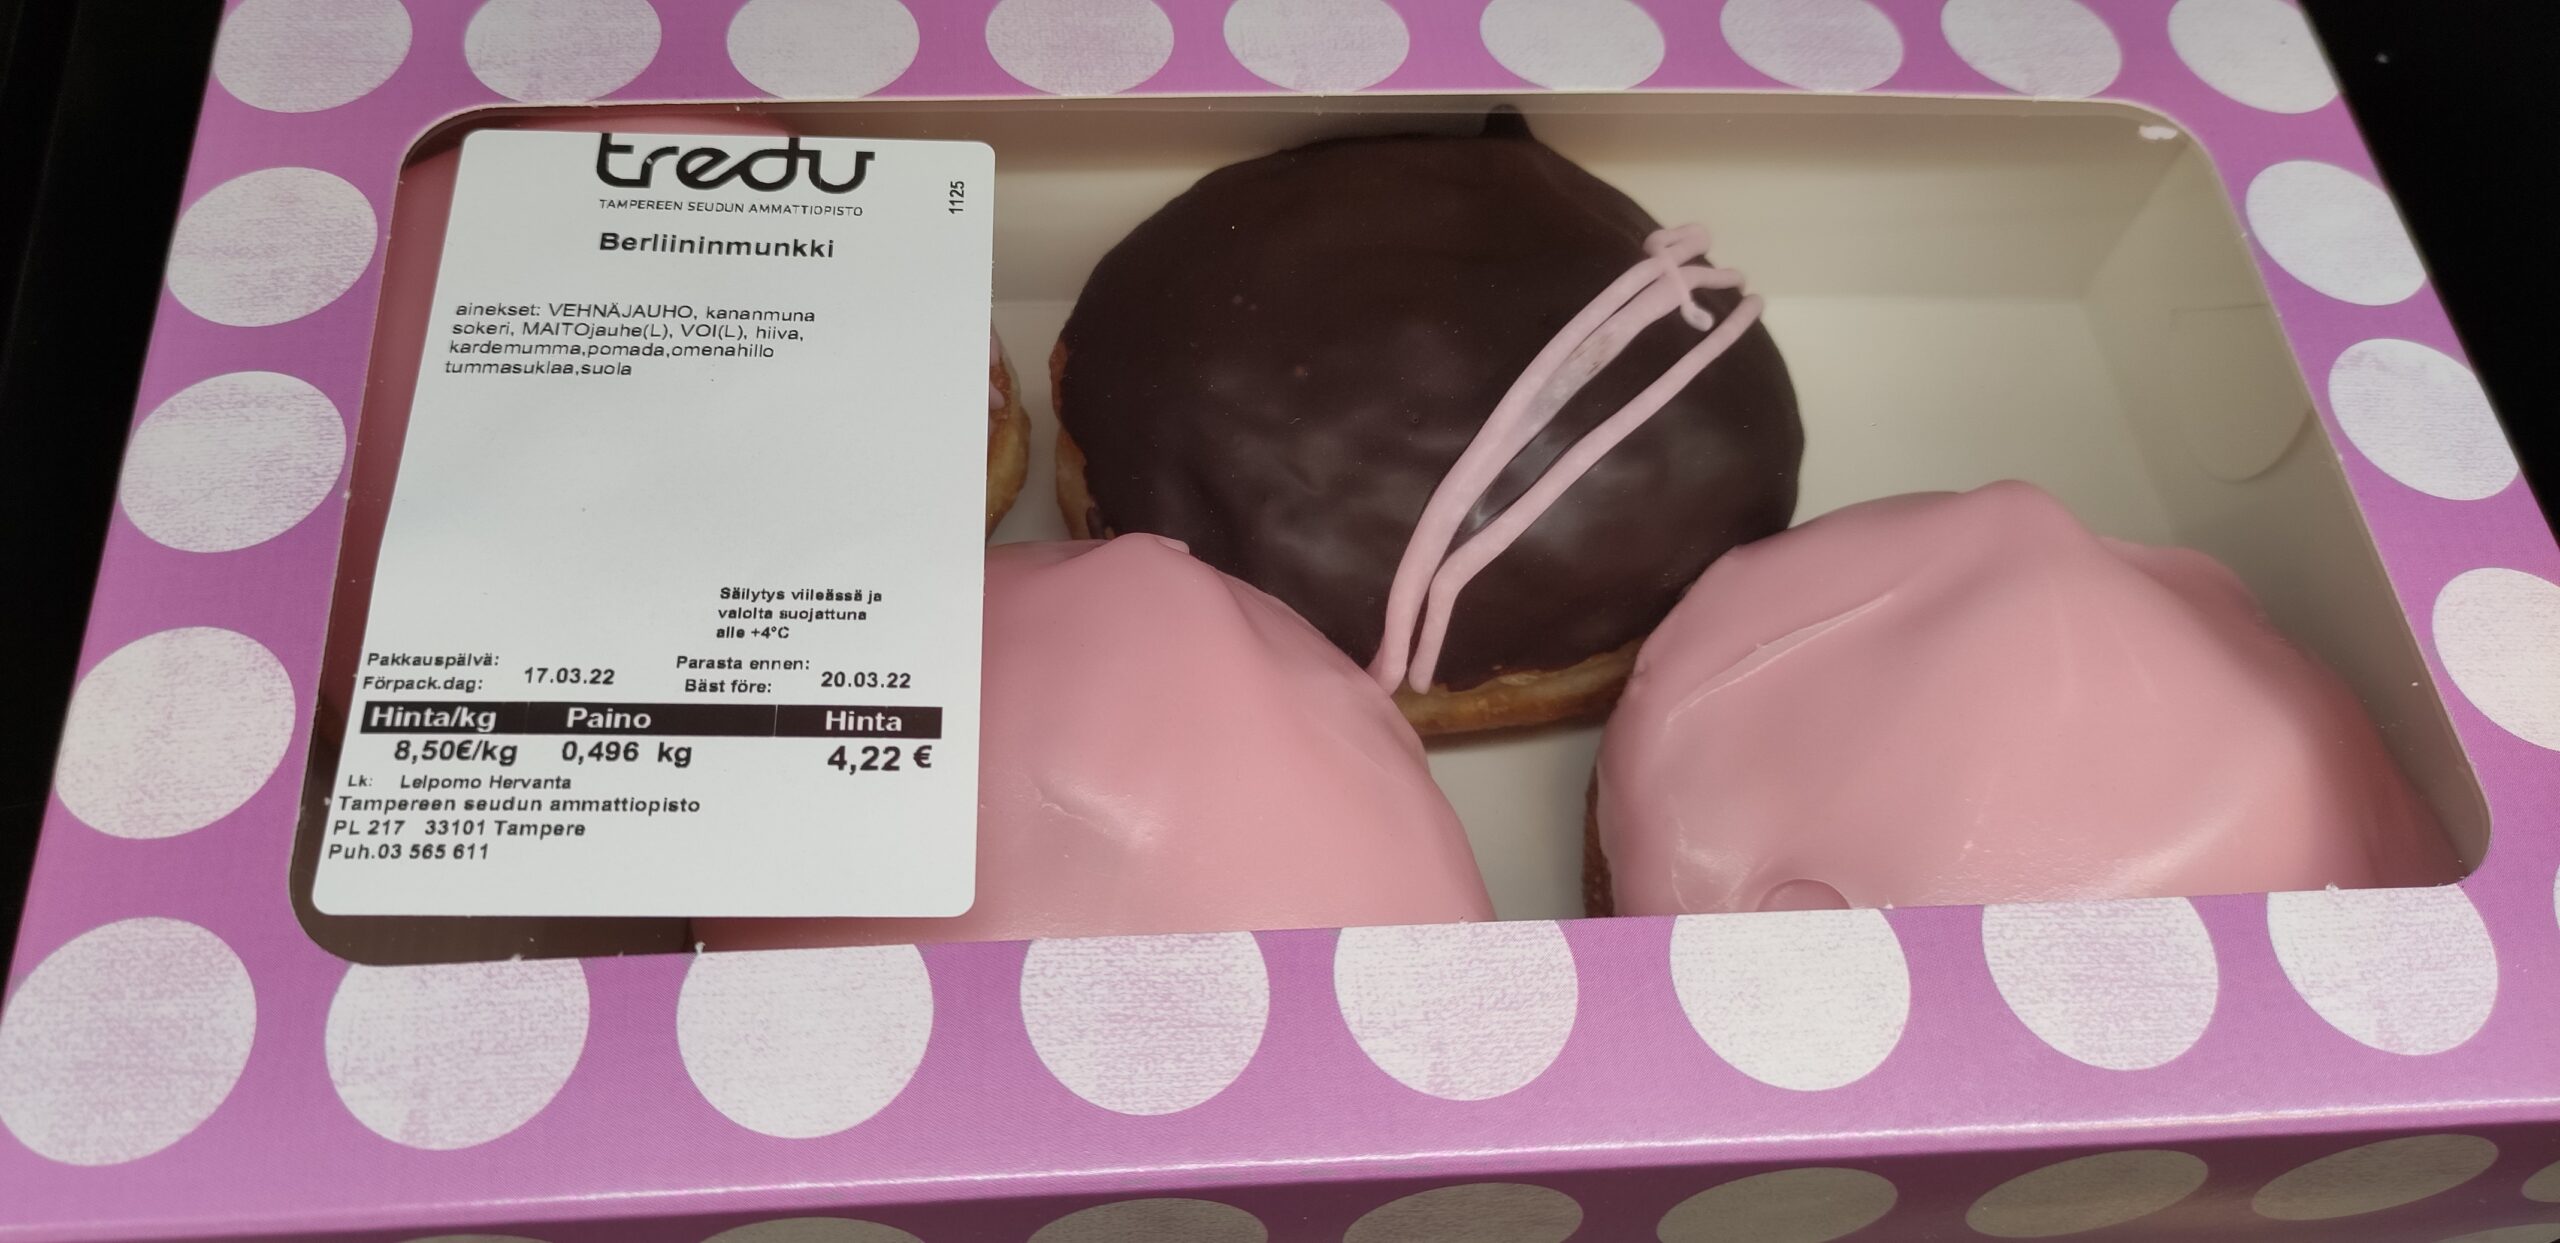 tredu
TAMPEREEN SEUDUN AMMATTIOPISTO
1125
Berliininmunkki
ainekset: VEHNÄJAUHO, kananmuna
sokeri, MAITOjauhe(L), VOI(L), hiiva,
kardemumma,pomada,omenahillo
tummasuklaa,suola
Säilytys viileässä ja
valolta suojattuna
alle +4°C
Pakkauspäivä: 17.03.22 Parasta ennen: 20.03.22
Förpack.dag: Bäst före:
Hinta/kg Paino Hinta
8,50€/kg 0,496 kg 4,22 €
Lk: Leipomo Hervanta
Tampereen seudun ammattiopisto
PL 217 33101 Tampere
Puh.03 565 611